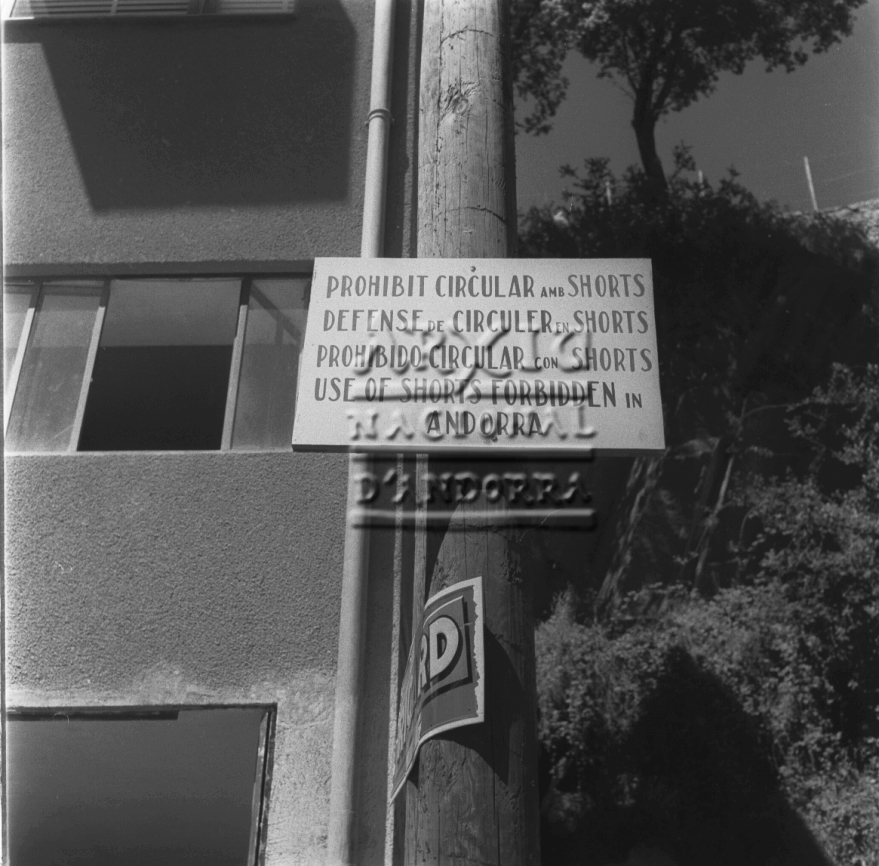 PROHIBIT CIRCULAR AMB SHORTS
DEFENSE DE CIRCULER EN SHORTS
PROHIBIDO CIRCULAR CON SHORTS
USE OF SHORTS FORBIDDEN IN
ANDORRA
ARXIU
NACIONAL
D'ANDORRA
RD